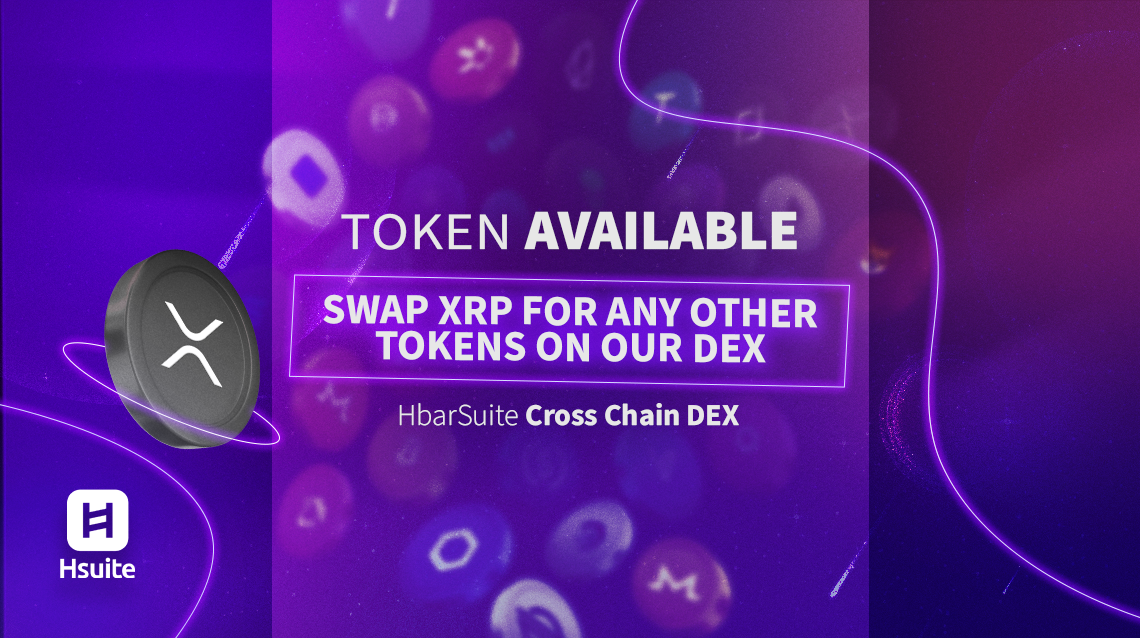 TOKEN AVAILABLE
SWAP XRP FOR ANY OTHER
TOKENS ON OUR DEX
HbarSuite Cross Chain DEX
Hsuite